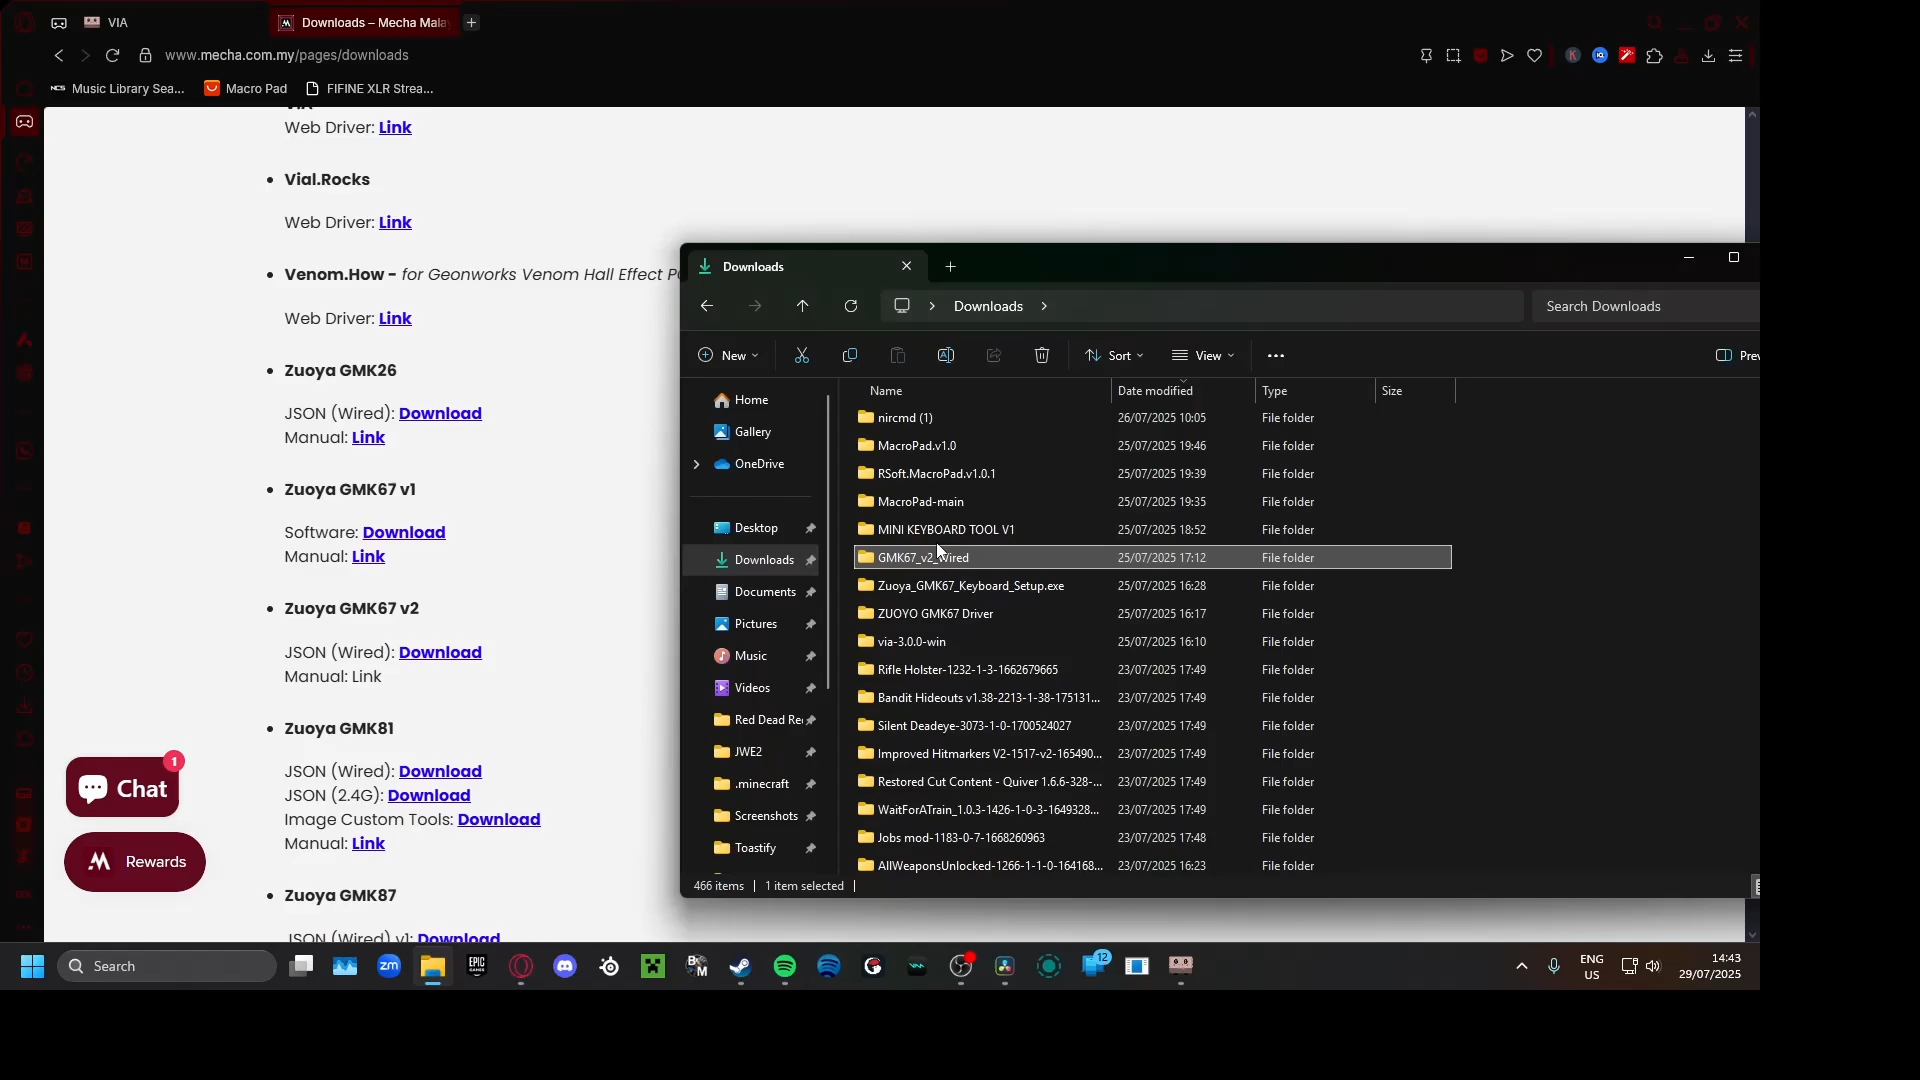 VIA
Downloads – Mecha Mala
www.mecha.com.my/pages/downloads
Music Library Sea...
Macro Pad
FIFINE XLR Strea...
Web Driver: Link
Vial.Rocks
Web Driver: Link
Venom.How - for Geonworks Venom Hall Effect P
Web Driver: Link
Zuoya GMK26
JSON (Wired): Download
Manual: Link
Zuoya GMK67 v1
Software: Download
Manual: Link
Zuoya GMK67 v2
JSON (Wired): Download
Manual: Link
Zuoya GMK81
JSON (Wired): Download
JSON (2.4G): Download
Image Custom Tools: Download
Manual: Link
Zuoya GMK87
JSON (Wired) v1: Download
Chat
1
Rewards
Downloads
Downloads
Search Downloads
New
Sort
View
Prev
Name
Date modified
Type
Size
Home
Gallery
OneDrive
Desktop
Downloads
Documents
Pictures
Music
Videos
Red Dead Re
JWE2
.minecraft
Screenshots
Toastify
nircmd (1) 26/07/2025 10:05 File folder
MacroPad.v1.0 25/07/2025 19:46 File folder
RSoft.MacroPad.v1.0.1 25/07/2025 19:39 File folder
MacroPad-main 25/07/2025 19:35 File folder
MINI KEYBOARD TOOL V1 25/07/2025 18:52 File folder
GMK67_v2_Wired 25/07/2025 17:12 File folder
Zuoya_GMK67_Keyboard_Setup.exe 25/07/2025 16:28 File folder
ZUOYO GMK67 Driver 25/07/2025 16:17 File folder
via-3.0.0-win 25/07/2025 16:10 File folder
Rifle Holster-1232-1-3-1662679665 23/07/2025 17:49 File folder
Bandit Hideouts v1.38-2213-1-38-175131... 23/07/2025 17:49 File folder
Silent Deadeye-3073-1-0-1700524027 23/07/2025 17:49 File folder
Improved Hitmarkers V2-1517-v2-165490... 23/07/2025 17:49 File folder
Restored Cut Content - Quiver 1.6.6-328-... 23/07/2025 17:49 File folder
WaitForATrain_1.0.3-1426-1-0-3-1649328... 23/07/2025 17:49 File folder
Jobs mod-1183-0-7-1668260963 23/07/2025 17:48 File folder
AllWeaponsUnlocked-1266-1-1-0-164168... 23/07/2025 16:23 File folder
466 items
1 item selected
Search
zm
EPIC GAMES
12
ENG
US
14:43
29/07/2025